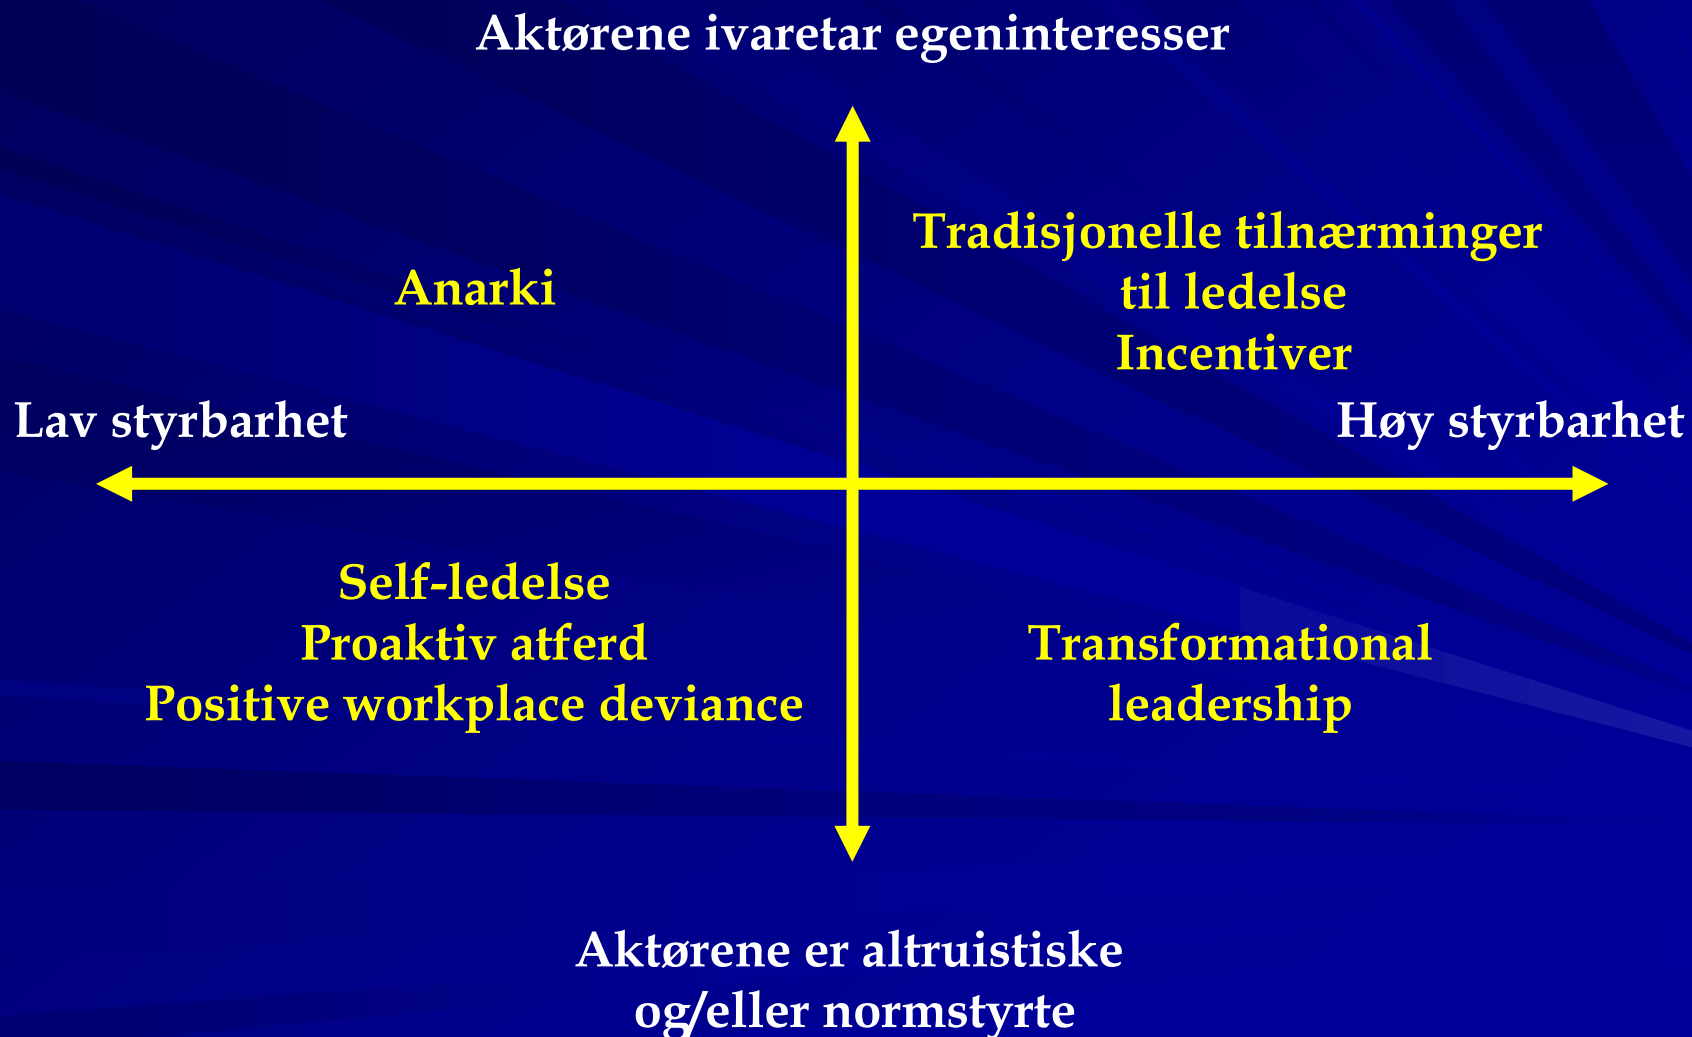 Aktørene ivaretar egeninteresser
Anarki
Tradisjonelle tilnærminger
til ledelse
Incentiver
Lav styrbarhet
Høy styrbarhet
Self-ledelse
Proaktiv atferd
Positive workplace deviance
Transformational
leadership
Aktørene er altruistiske
og/eller normstyrte